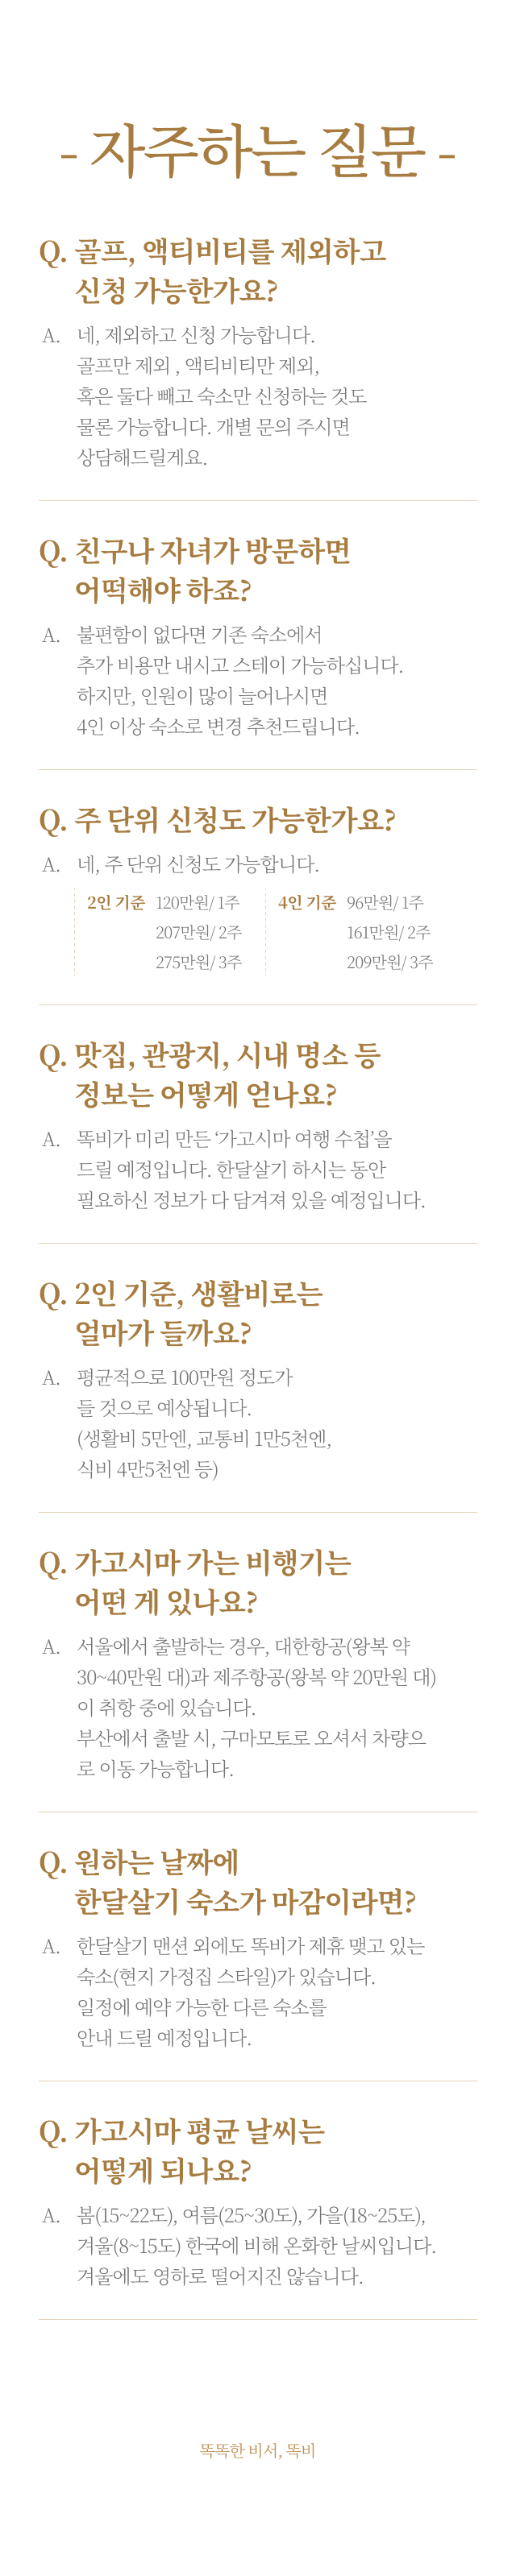 - 자주하는 질문 -
Q. 골프, 액티비티를 제외하고
신청 가능한가요?
A. 네, 제외하고 신청 가능합니다.
골프만 제외 , 액티비티만 제외,
혹은 둘다 빼고 숙소만 신청하는 것도
물론 가능합니다. 개별 문의 주시면
상담해드릴게요.
Q. 친구나 자녀가 방문하면
어떡해야 하죠?
A. 불편함이 없다면 기존 숙소에서
추가 비용만 내시고 스테이 가능하십니다.
하지만, 인원이 많이 늘어나시면
4인 이상 숙소로 변경 추천드립니다.
Q. 주 단위 신청도 가능한가요?
A. 네, 주 단위 신청도 가능합니다.
2인 기준 120만원/ 1주
207만원/ 2주
275만원/ 3주
4인 기준 96만원/ 1주
161만원/ 2주
209만원/ 3주
Q. 맛집, 관광지, 시내 명소 등
정보는 어떻게 얻나요?
A. 똑비가 미리 만든 ‘가고시마 여행 수첩’을
드릴 예정입니다. 한달살기 하시는 동안
필요하신 정보가 다 담겨져 있을 예정입니다.
Q. 2인 기준, 생활비로는
얼마가 들까요?
A. 평균적으로 100만원 정도가
들 것으로 예상됩니다.
(생활비 5만엔, 교통비 1만5천엔,
식비 4만5천엔 등)
Q. 가고시마 가는 비행기는
어떤 게 있나요?
A. 서울에서 출발하는 경우, 대한항공(왕복 약
30~40만원 대)과 제주항공(왕복 약 20만원 대)
이 취항 중에 있습니다.
부산에서 출발 시, 구마모토로 오셔서 차량으
로 이동 가능합니다.
Q. 원하는 날짜에
한달살기 숙소가 마감이라면?
A. 한달살기 맨션 외에도 똑비가 제휴 맺고 있는
숙소(현지 가정집 스타일)가 있습니다.
일정에 예약 가능한 다른 숙소를
안내 드릴 예정입니다.
Q. 가고시마 평균 날씨는
어떻게 되나요?
A. 봄(15~22도), 여름(25~30도), 가을(18~25도),
겨울(8~15도) 한국에 비해 온화한 날씨입니다.
겨울에도 영하로 떨어지진 않습니다.
똑똑한 비서, 똑비